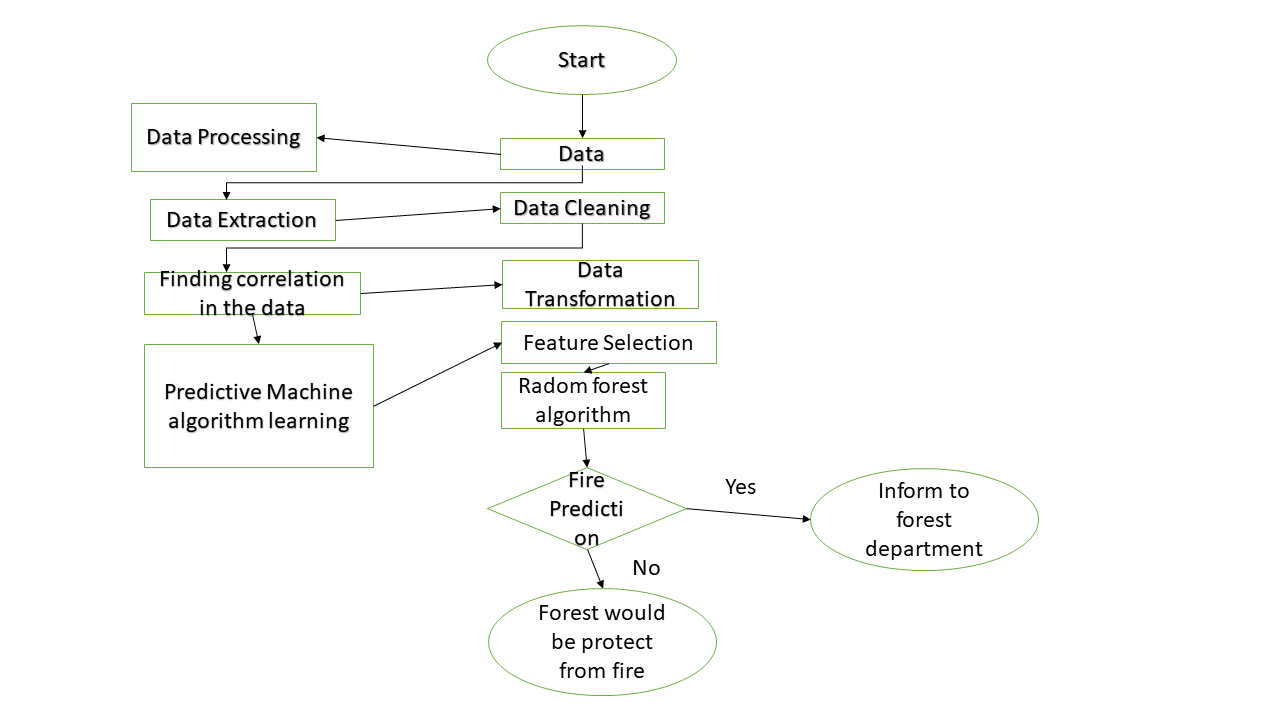 Start
Data Processing
Data
Data Extraction
Data Cleaning
Finding correlation
in the data
Data
Transformation
Feature Selection
Predictive Machine
algorithm learning
Radom forest
algorithm
Fire
Predicti
on
Yes
Inform to
forest
department
No
Forest would
be protect
from fire